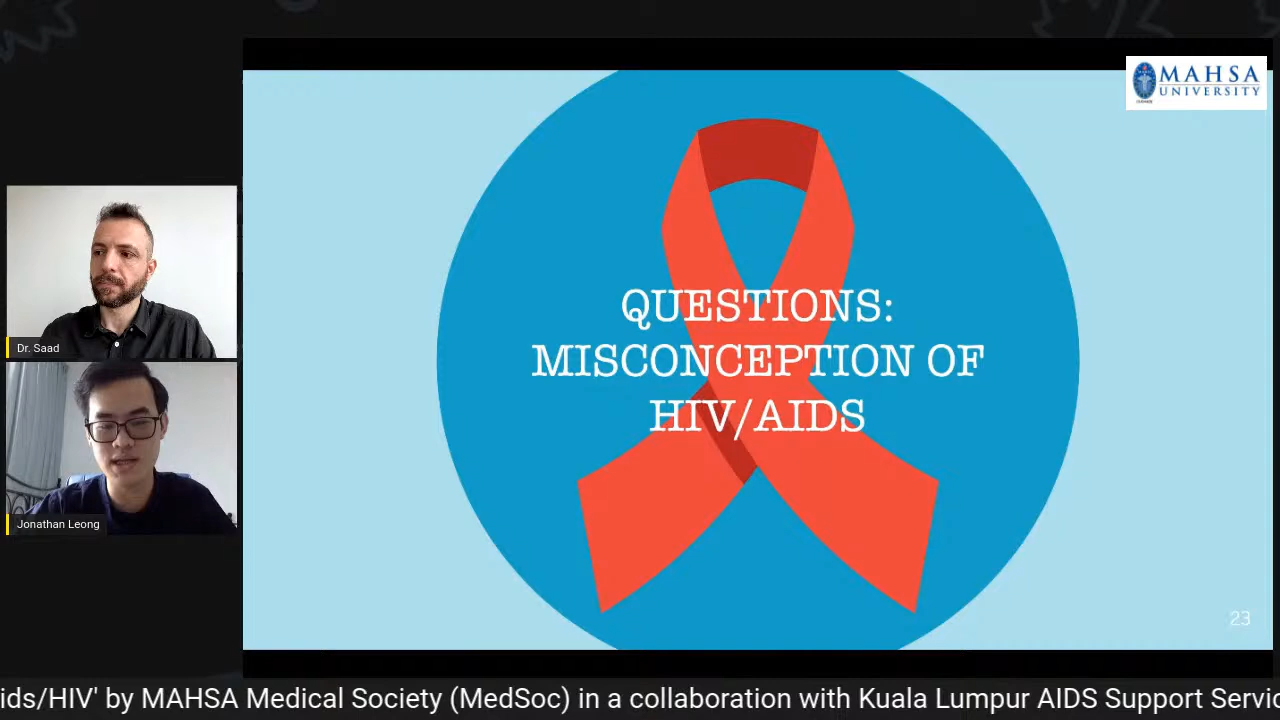 MAHSA
UNIVERSITY
QUESTIONS:
MISCONCEPTION OF
HIV/AIDS
Dr. Saad
Jonathan Leong
23
ids/HIV' by MAHSA Medical Society (MedSoc) in a collaboration with Kuala Lumpur AIDS Support Servic